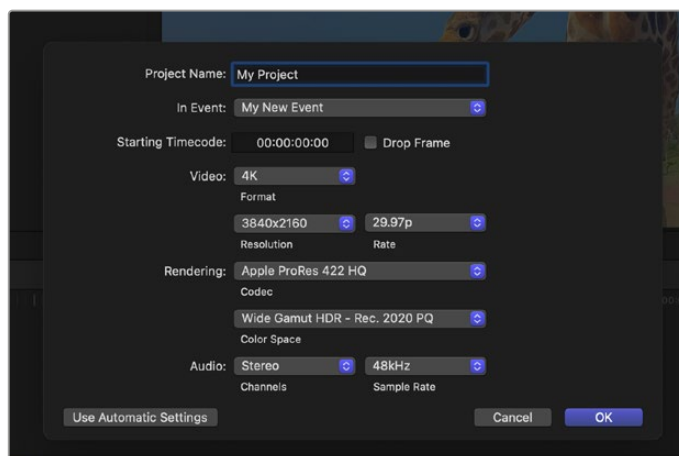 Project Name: My Project
In Event: My New Event
Starting Timecode: 00:00:00:00 Drop Frame
Video: 4K
Format
3840x2160 29.97p
Resolution Rate
Rendering: Apple ProRes 422 HQ
Codec
Wide Gamut HDR - Rec. 2020 PQ
Color Space
Audio: Stereo 48kHz
Channels Sample Rate
Use Automatic Settings Cancel OK